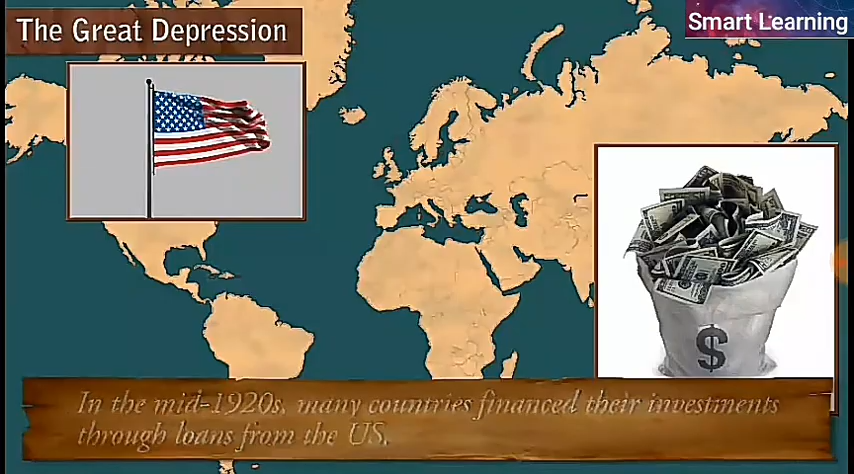 The Great Depression
Smart Learning
$
In the mid-1920s, many countries financed their investments
through loans from the US.